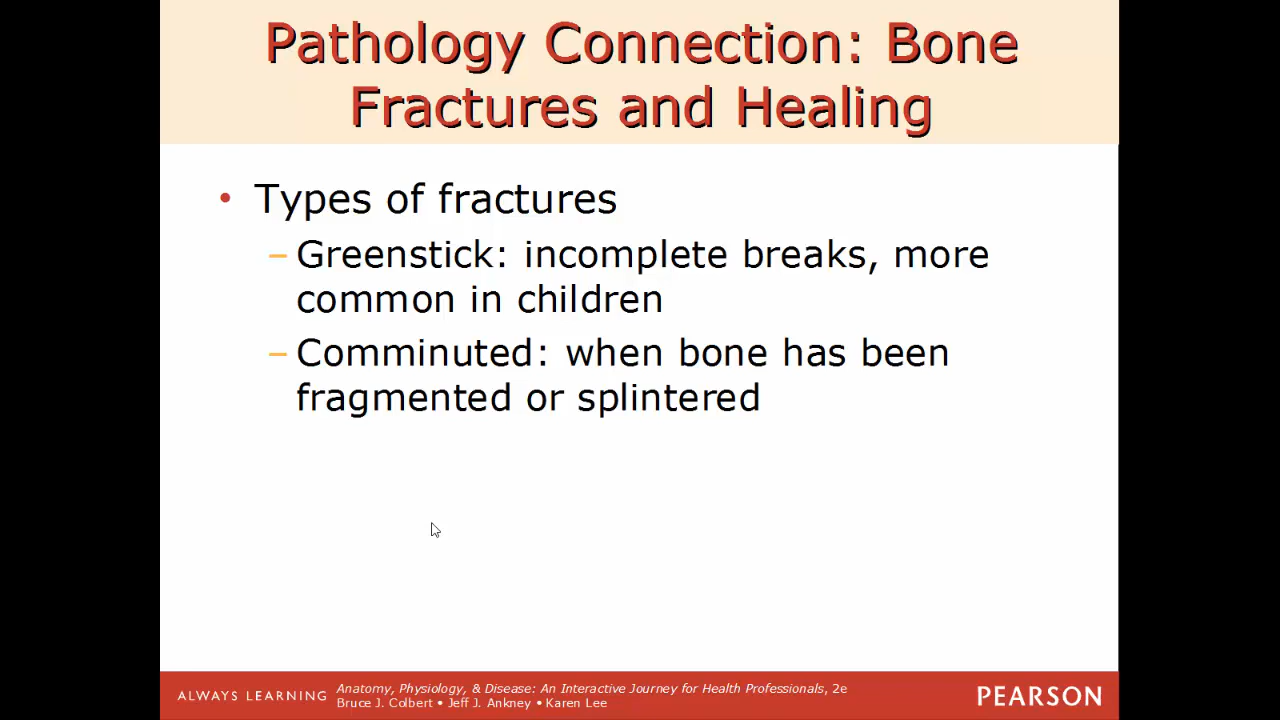 Pathology Connection: Bone
Fractures and Healing
• Types of fractures
– Greenstick: incomplete breaks, more
common in children
– Comminuted: when bone has been
fragmented or splintered
ALWAYS LEARNING
Anatomy, Physiology, & Disease: An Interactive Journey for Health Professionals, 2e
Bruce J. Colbert • Jeff J. Ankney • Karen Lee
PEARSON